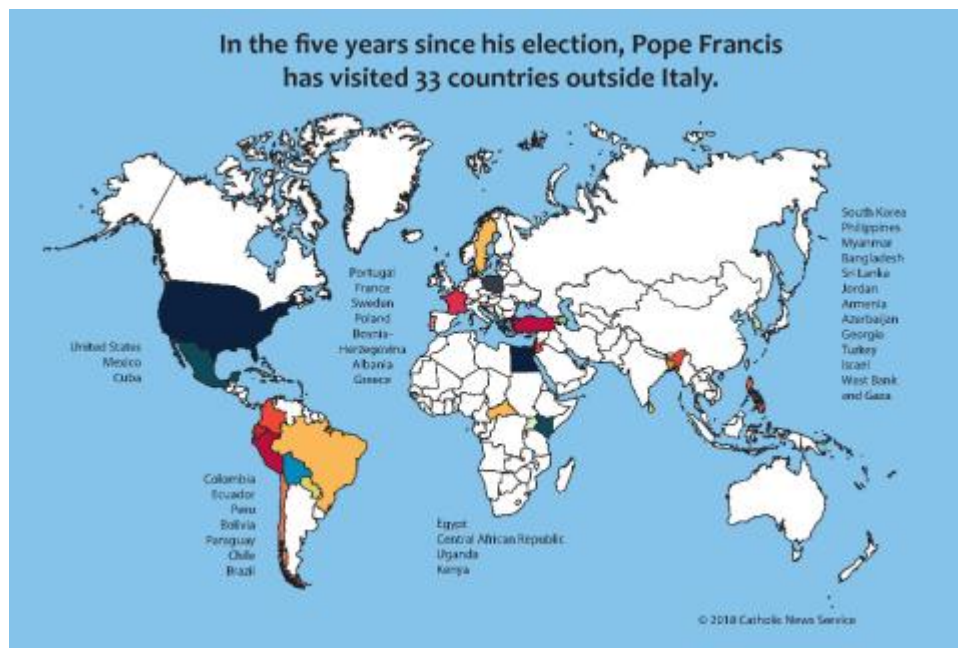 In the five years since his election, Pope Francis
has visited 33 countries outside Italy.
South Korea
Philippines
Myanmar
Bangladesh
Sri Lanka
Jordan
Armenia
Azerbaijan
Georgia
Turkey
Israel
West Bank
and Gaza
Portugal
France
Sweden
Poland
Bosnia-
Herzegovina
Albania
Greece
United States
Mexico
Cuba
Colombia
Ecuador
Peru
Bolivia
Paraguay
Chile
Brazil
Egypt
Central African Republic
Uganda
Kenya
© 2018 Catholic News Service